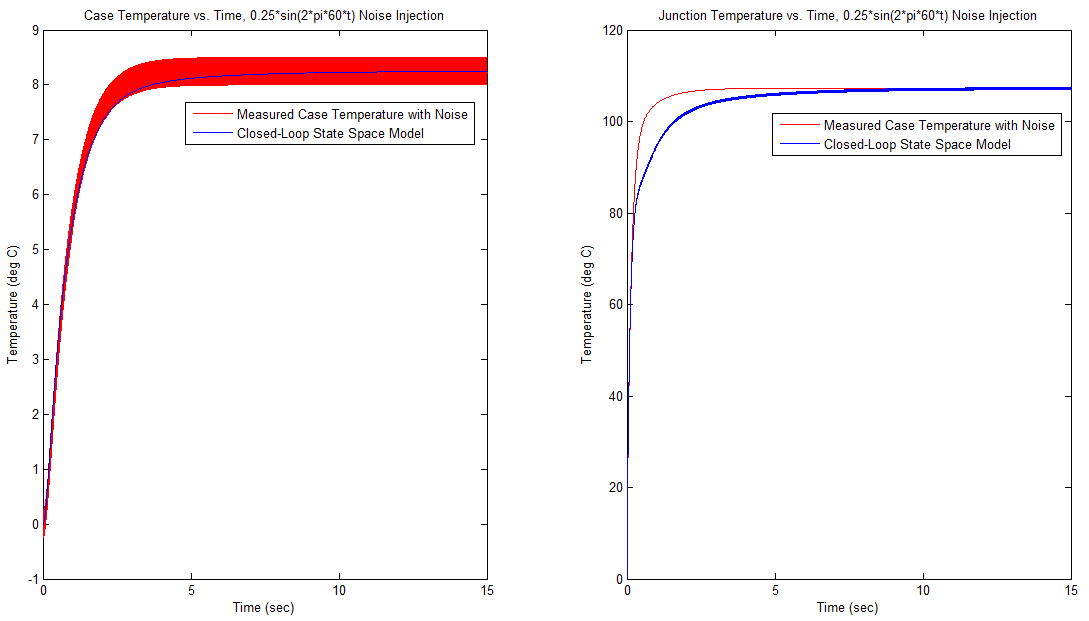 Case Temperature vs. Time, 0.25*sin(2*pi*60*t) Noise Injection
9
8
7
6
5
4
3
2
1
0
-1
Temperature (deg C)
Measured Case Temperature with Noise
Closed-Loop State Space Model
0
5
10
15
Time (sec)
Junction Temperature vs. Time, 0.25*sin(2*pi*60*t) Noise Injection
120
100
80
60
40
20
0
Temperature (deg C)
Measured Case Temperature with Noise
Closed-Loop State Space Model
0
5
10
15
Time (sec)